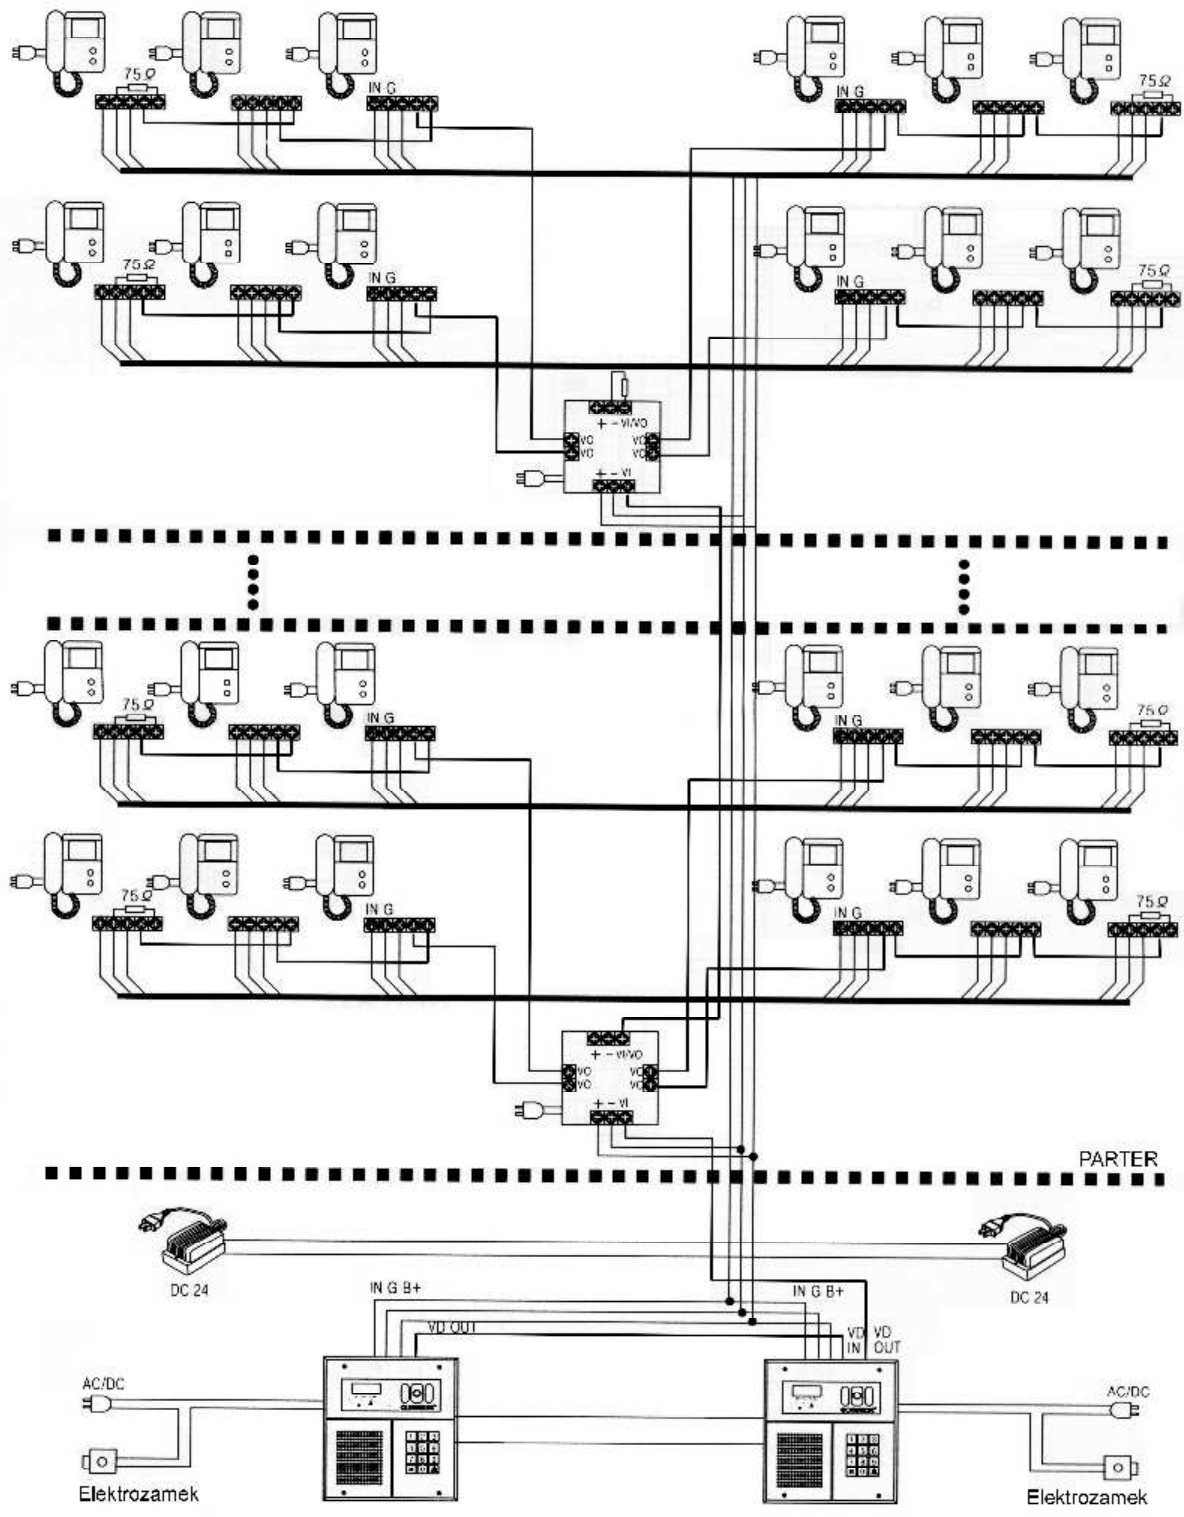 75Ω
IN G
IN G
75Ω
75Ω
IN G
IN G
75Ω
+ - VI/VO
VO VO
VO VO
+ - VI
75Ω
IN G
IN G
75Ω
75Ω
IN G
IN G
75Ω
+ - VI/VO
VO VO
VO VO
+ - VI
PARTER
DC 24
DC 24
IN G B+
IN G B+
VD OUT
VD IN
VD OUT
AC/DC
AC/DC
Elektrozamek
Elektrozamek